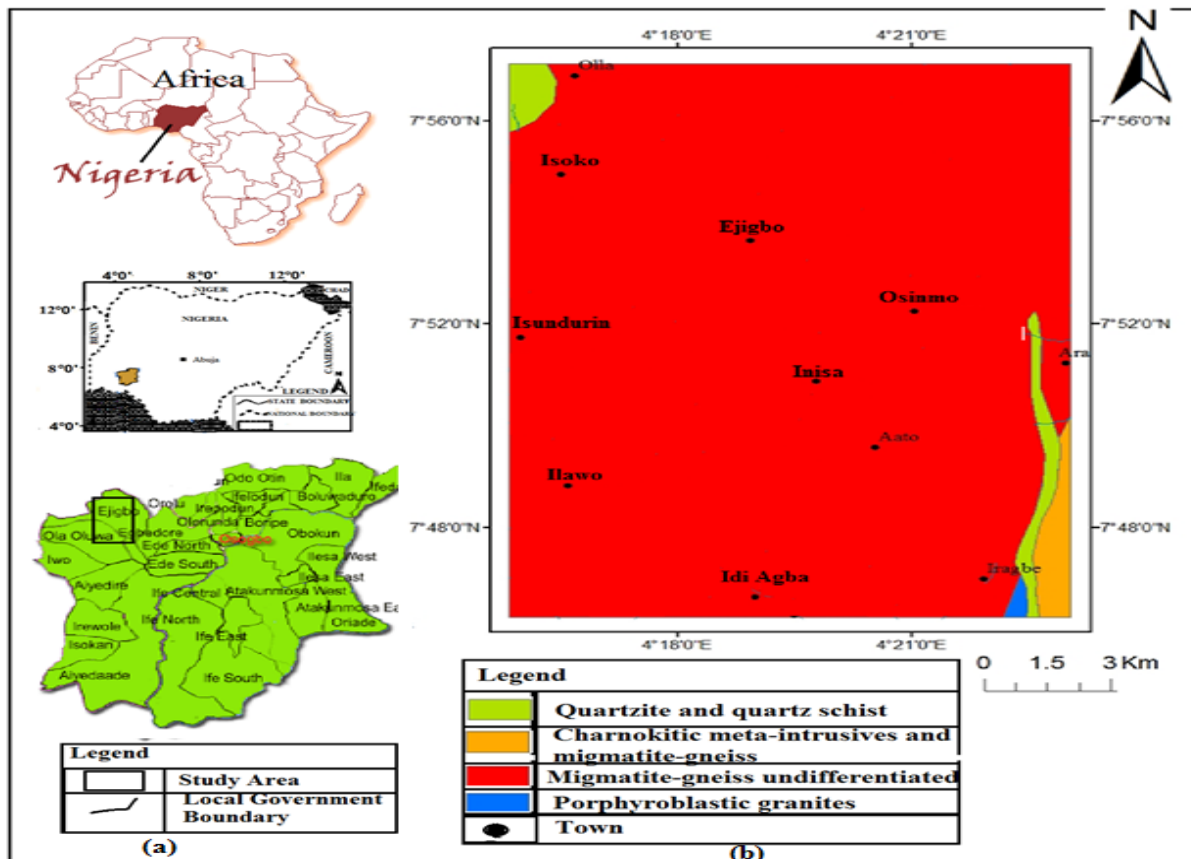 Africa
Nigeria
4°0'
8°0'
12°0'
NIGER
CHAD
12°0'
NIGERIA
BENIN
CAMEROON
Abuja
8°0'
LEGEND
STATE BOUNDARY
NATIONAL BOUNDARY
4°0'
Odo Otin
Ila
Ifeda
Ejigbo
Orolu
Irepodun
Ifelodun
Boluwaduro
Olorunda
Boripe
Ola Oluwa
Egbedore
Ede North
Osogbo
Obokun
Iwo
Ede South
Ilesa West
Ilesa East
Aiyedire
Ife Central
Atakunmosa West
Atakunmosa Ea
Irewole
Ife North
Oriade
Ife East
Isokan
Aiyedaade
Ife South
Legend
Study Area
Local Government
Boundary
(a)
N
4°18'0"E
4°21'0"E
Olla
7°56'0"N
7°56'0"N
Isoko
Ejigbo
Osinmo
7°52'0"N
7°52'0"N
Isundurin
Ara
Inisa
Aato
Ilawo
7°48'0"N
7°48'0"N
Iragbe
Idi Agba
4°18'0"E
4°21'0"E
0 1.5 3 Km
Legend
Quartzite and quartz schist
Charnokitic meta-intrusives and
migmatite-gneiss
Migmatite-gneiss undifferentiated
Porphyroblastic granites
Town
(b)